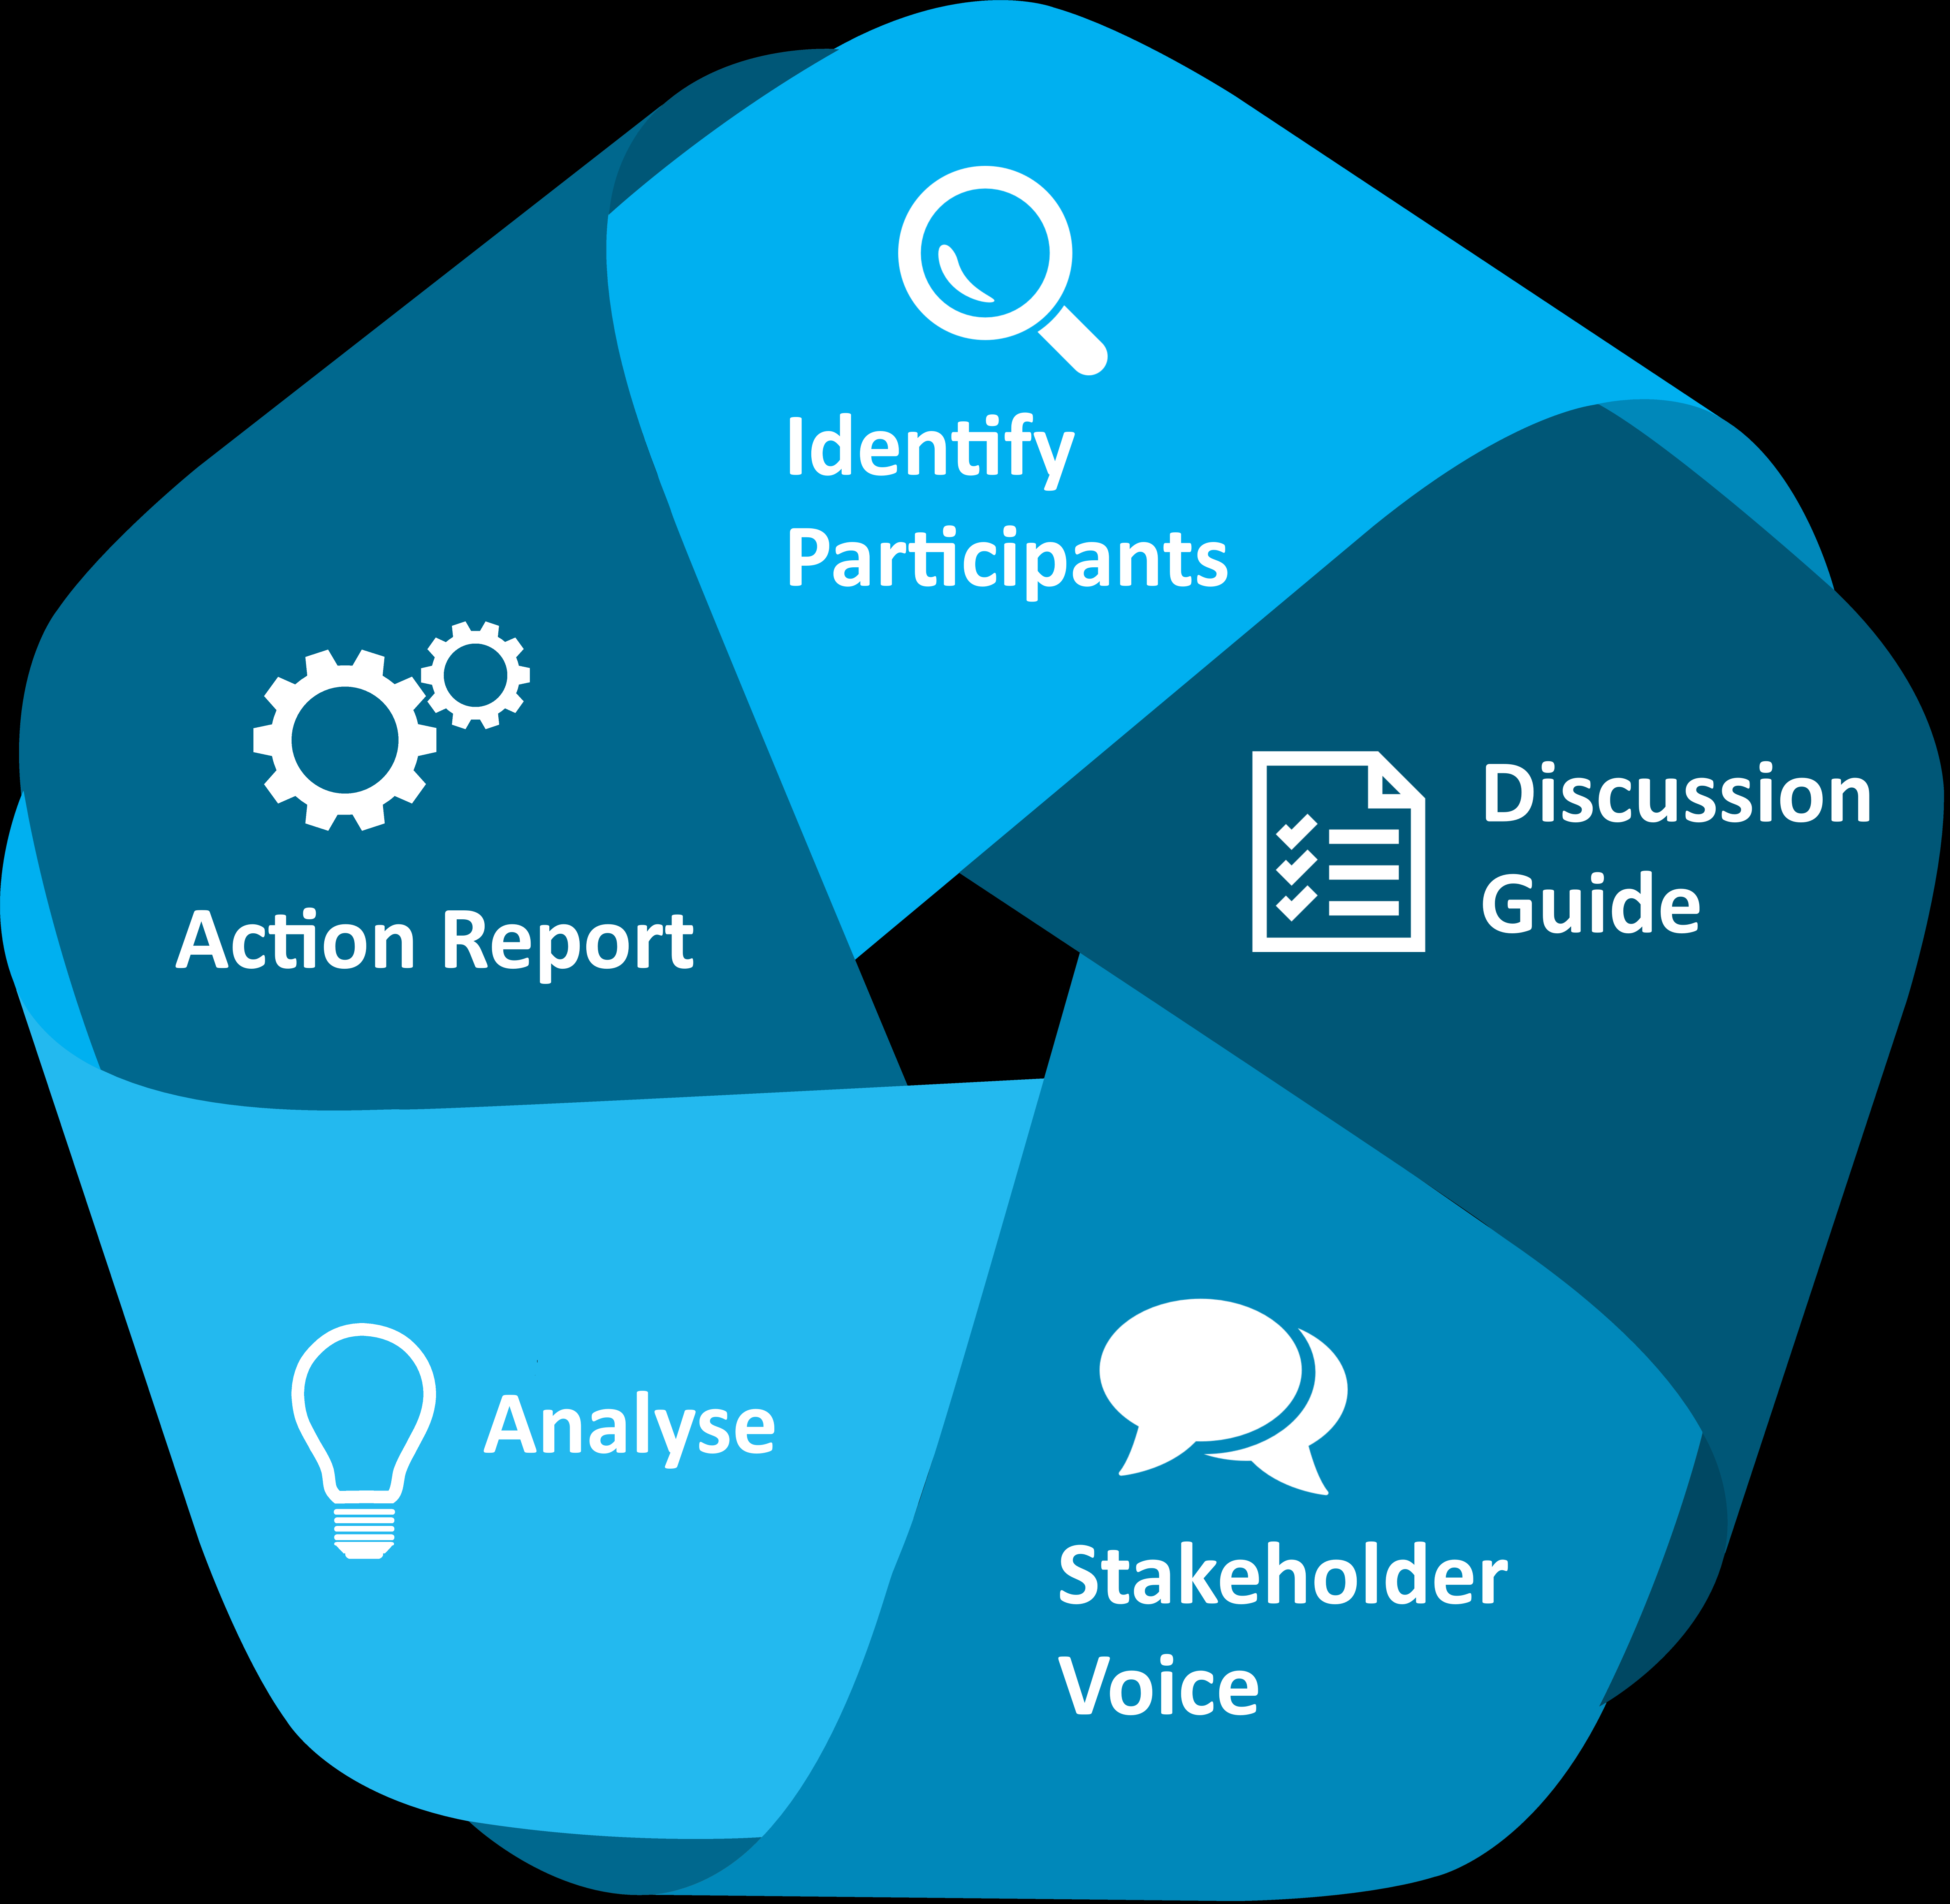 Identify
Participants
Discussion
Guide
Action Report
Analyse
Stakeholder
Voice